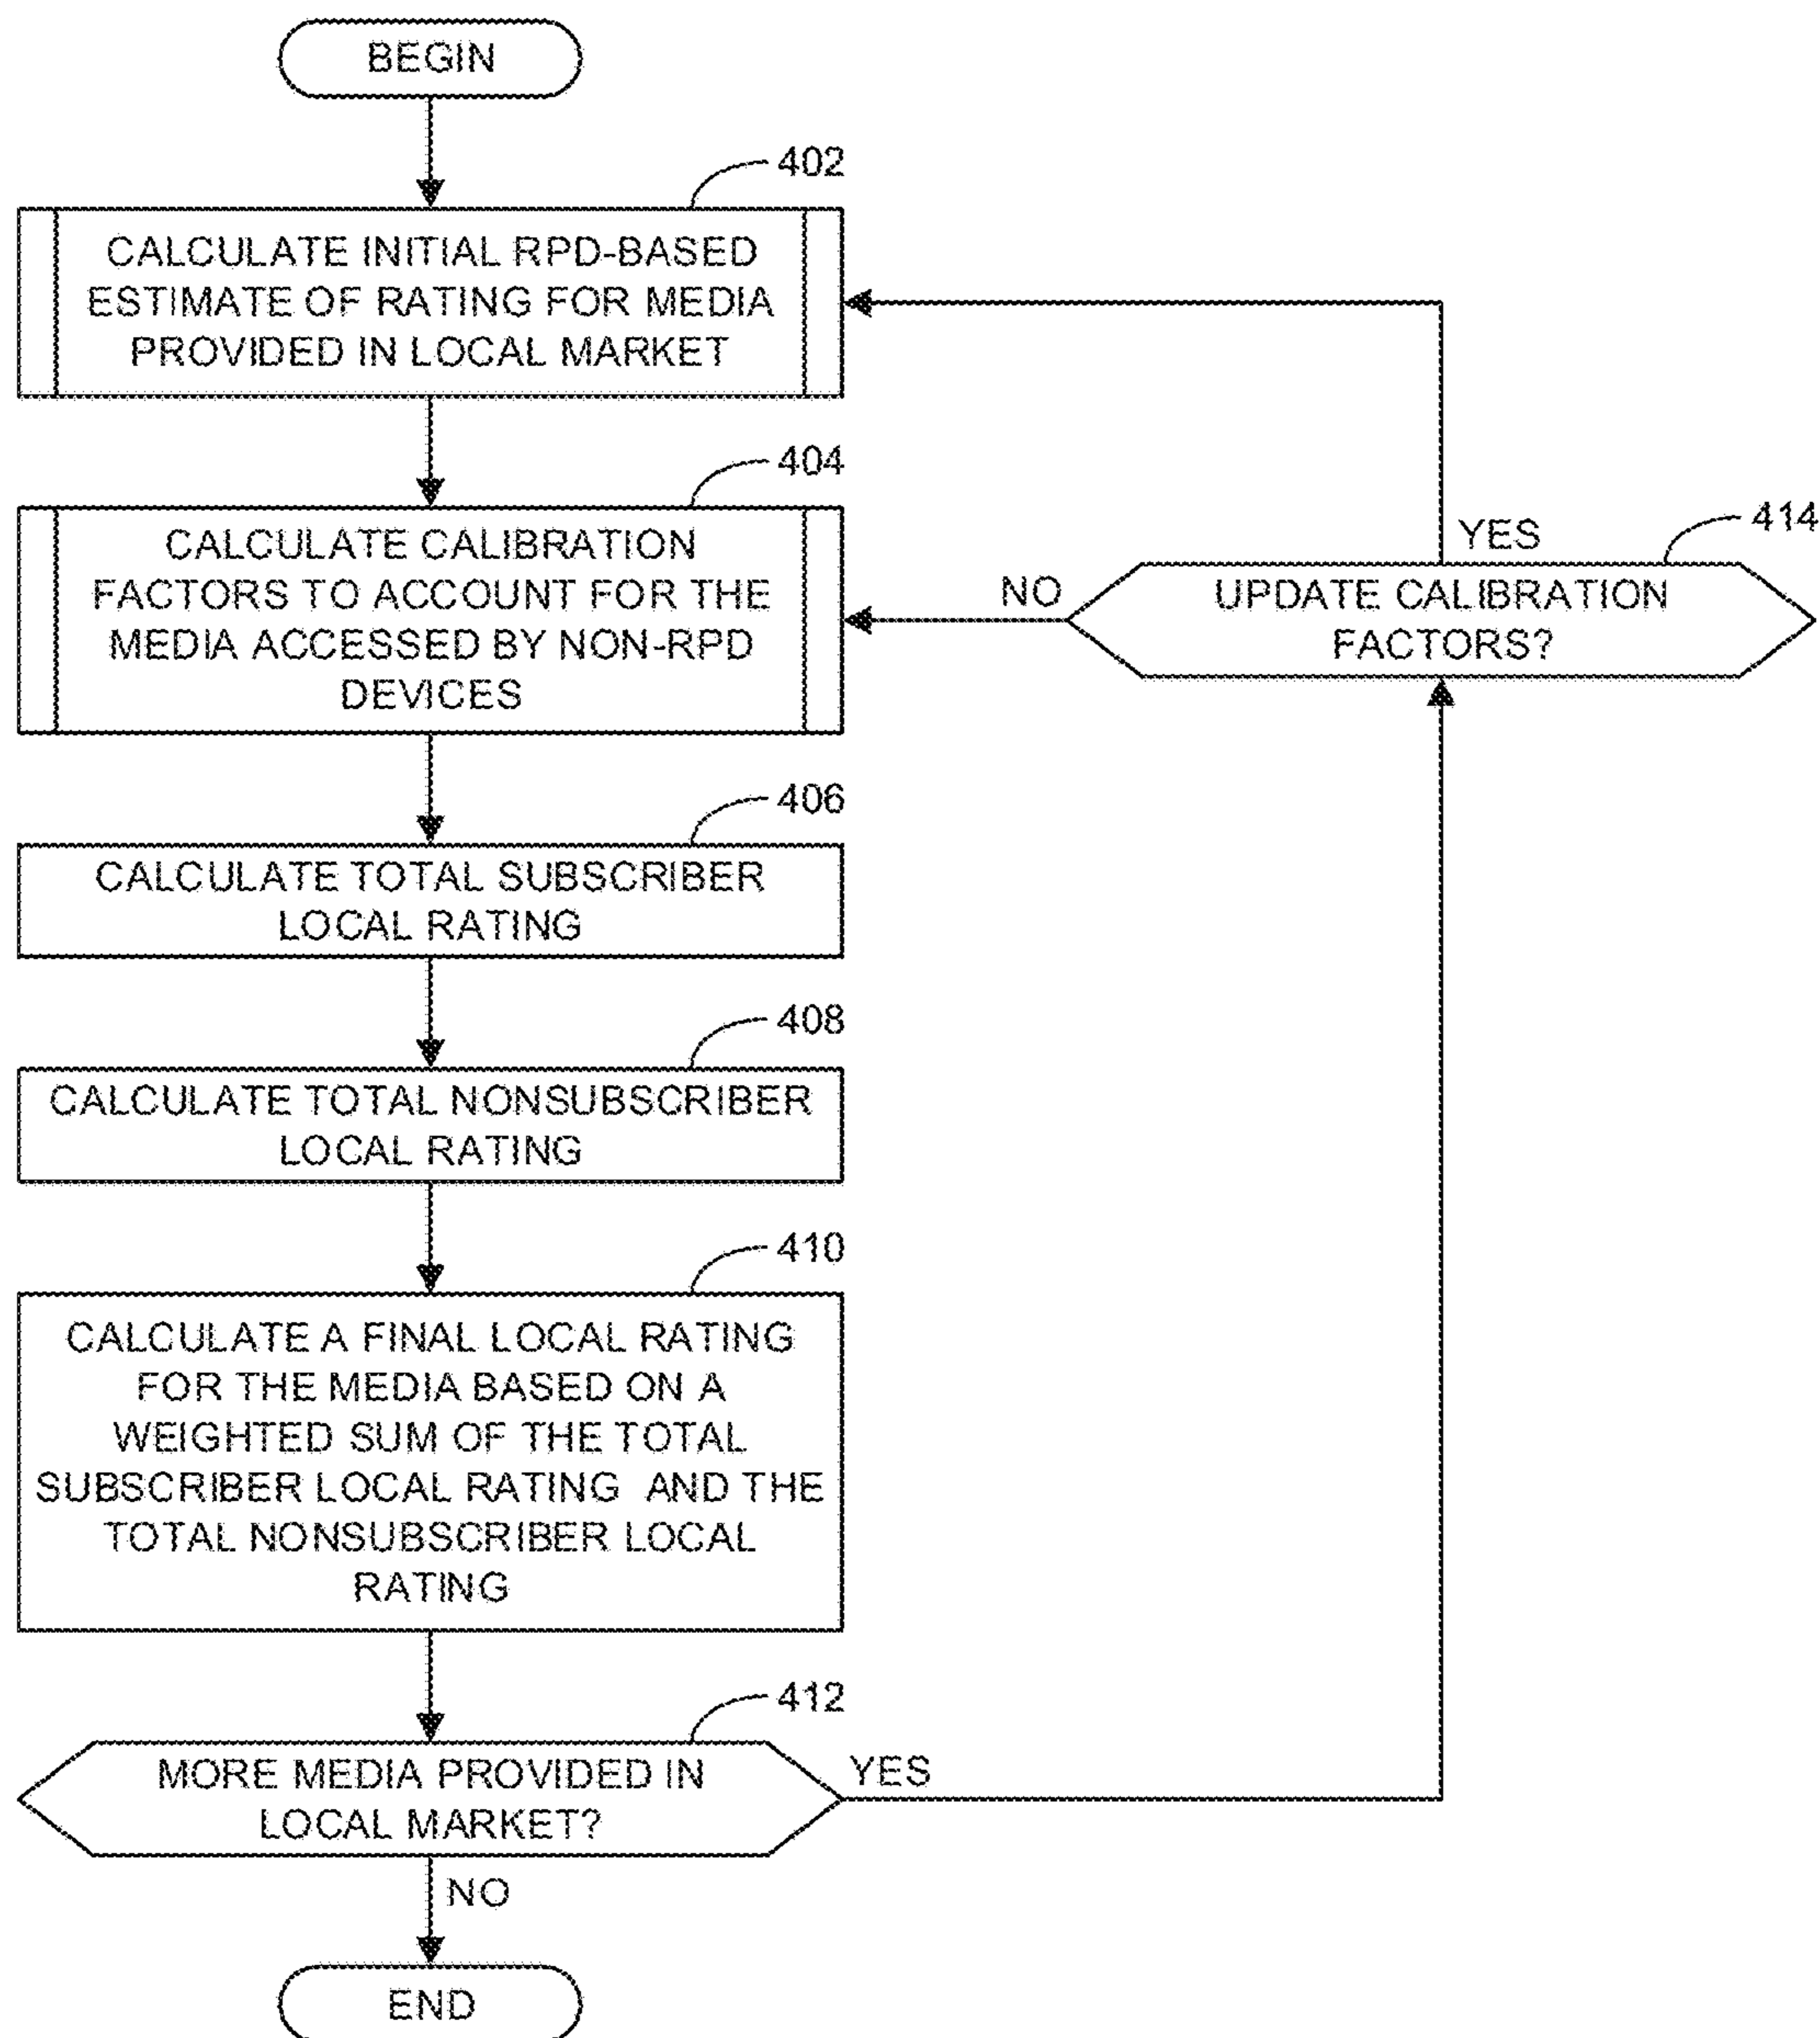 BEGIN
402
CALCULATE INITIAL RPD-BASED
ESTIMATE OF RATING FOR MEDIA
PROVIDED IN LOCAL MARKET
404
CALCULATE CALIBRATION
FACTORS TO ACCOUNT FOR THE
MEDIA ACCESSED BY NON-RPD
DEVICES
414
YES
NO
UPDATE CALIBRATION
FACTORS?
406
CALCULATE TOTAL SUBSCRIBER
LOCAL RATING
408
CALCULATE TOTAL NONSUBSCRIBER
LOCAL RATING
410
CALCULATE A FINAL LOCAL RATING
FOR THE MEDIA BASED ON A
WEIGHTED SUM OF THE TOTAL
SUBSCRIBER LOCAL RATING AND THE
TOTAL NONSUBSCRIBER LOCAL
RATING
412
MORE MEDIA PROVIDED IN
LOCAL MARKET?
YES
NO
END